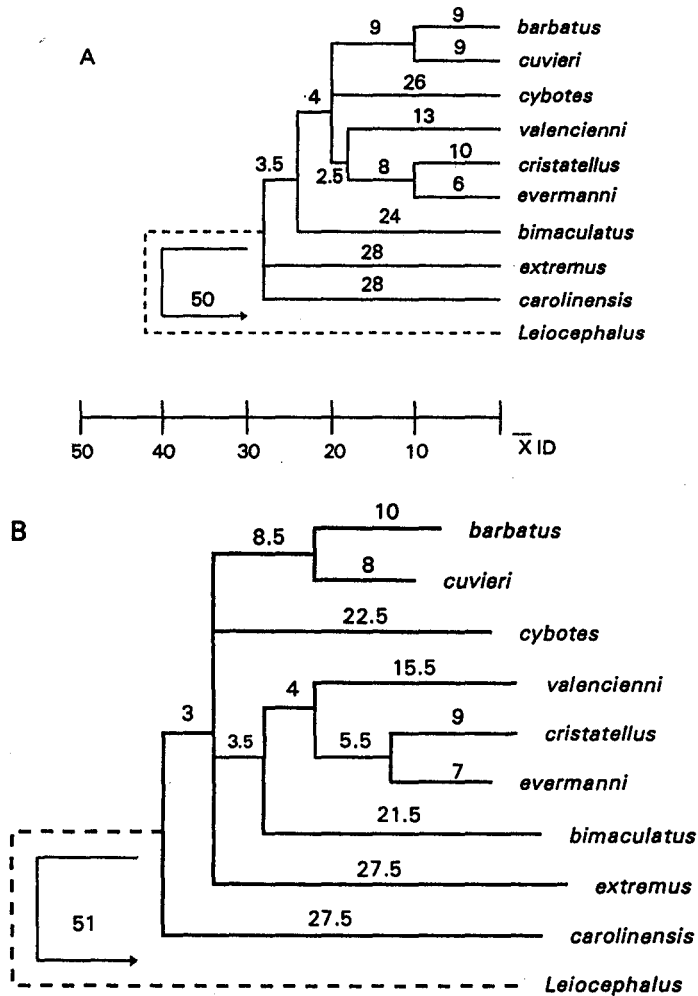 A
9
9
barbatus
9
cuvieri
26
cybotes
4
13
valencienni
3.5
2.5
8
10
cristatellus
6
evermanni
24
bimaculatus
28
extremus
50
28
carolinensis
Leiocephalus
50 40 30 20 10 X̅ ID
B
8.5
10
barbatus
8
cuvieri
22.5
cybotes
4
15.5
valencienni
3
3.5
5.5
9
cristatellus
7
evermanni
21.5
bimaculatus
27.5
extremus
51
27.5
carolinensis
Leiocephalus